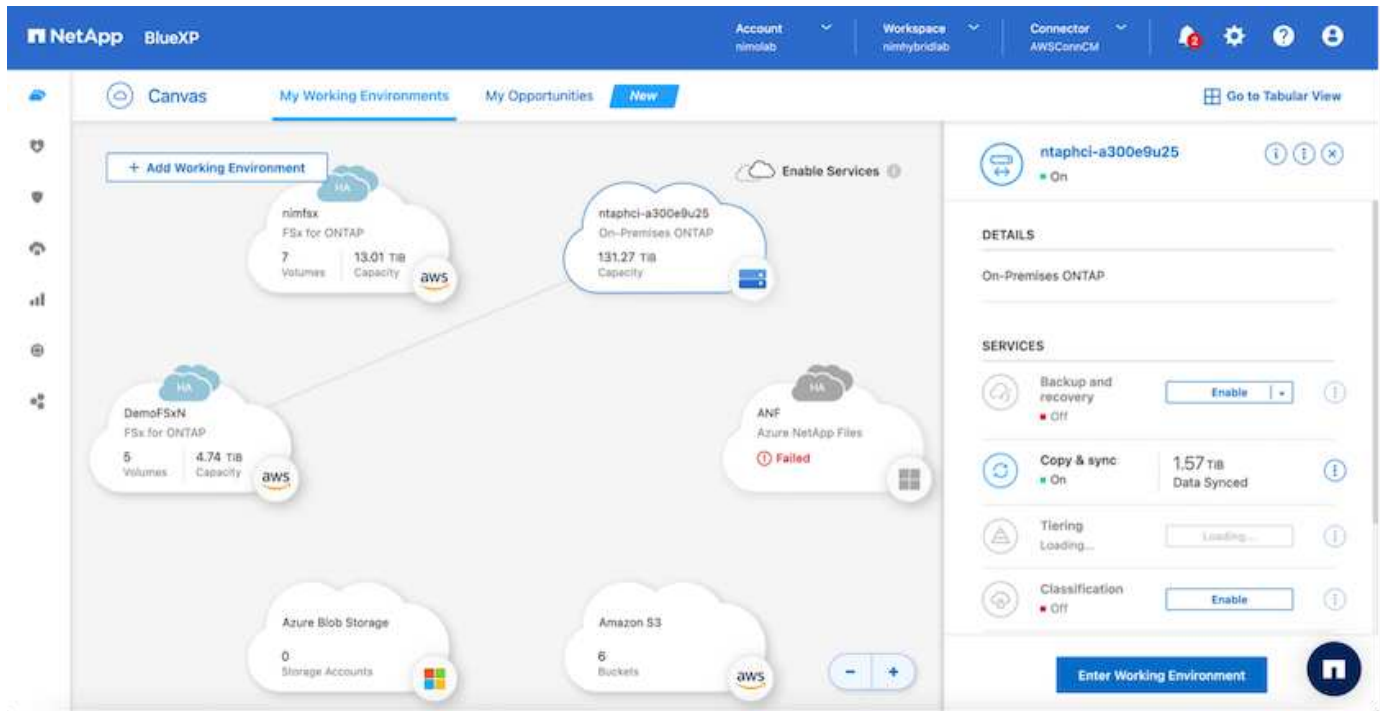 NetApp BlueXP
Account
nimolab
Workspace
nimhybridlab
Connector
AWSConnCM
2
Canvas
My Working Environments
My Opportunities
New
Go to Tabular View
+ Add Working Environment
Enable Services
HA
nimfsx
FSx for ONTAP
7 13.01 TiB
Volumes Capacity
aws
ntaphci-a300e9u25
On-Premises ONTAP
131.27 TiB
Capacity
HA
DemoFSxN
FSx for ONTAP
5 4.74 TiB
Volumes Capacity
aws
HA
ANF
Azure NetApp Files
Failed
Azure Blob Storage
0
Storage Accounts
Amazon S3
6
Buckets
aws
- +
ntaphci-a300e9u25
On
DETAILS
On-Premises ONTAP
SERVICES
Backup and
recovery
Off
Enable
Copy & sync
On
1.57 TiB
Data Synced
Tiering
Loading...
Loading...
Classification
Off
Enable
Enter Working Environment